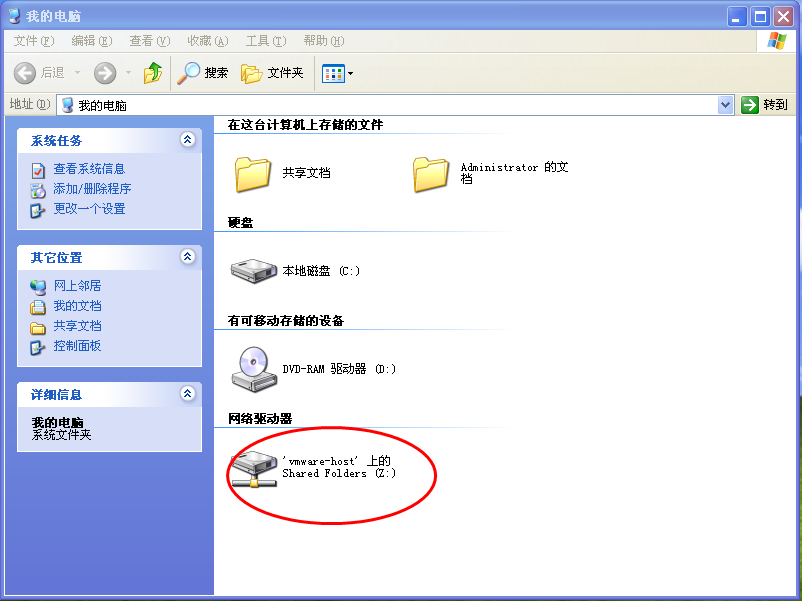 我的电脑
文件(F) 编辑(E) 查看(V) 收藏(A) 工具(T) 帮助(H)
后退 搜索 文件夹
地址(D) 我的电脑 转到
系统任务
查看系统信息
添加/删除程序
更改一个设置
其它位置
网上邻居
我的文档
共享文档
控制面板
详细信息
我的电脑
系统文件夹
在这台计算机上存储的文件
共享文档
Administrator 的文
档
硬盘
本地磁盘 (C:)
有可移动存储的设备
DVD-RAM 驱动器 (D:)
网络驱动器
'vmware-host' 上的
Shared Folders (Z:)